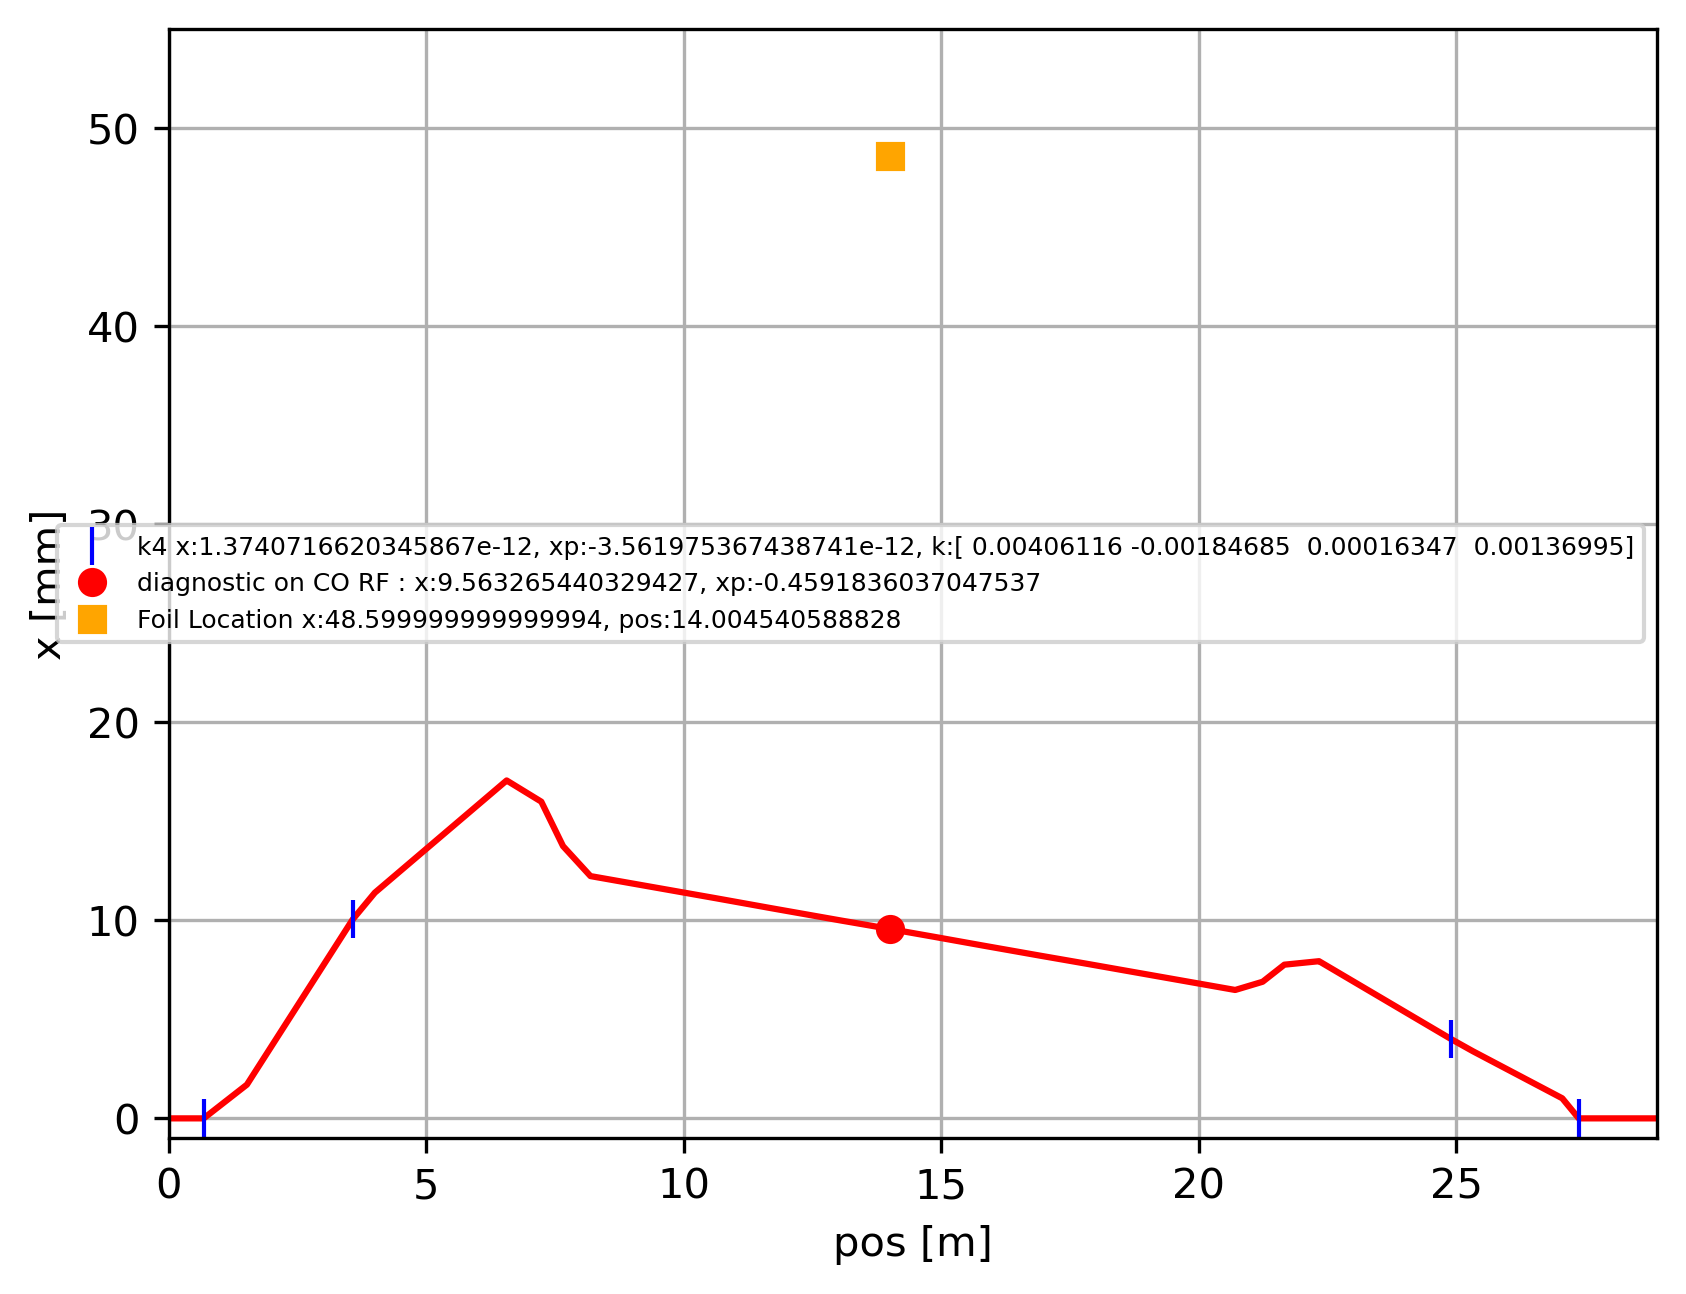 50
40
30
20
10
0
x [mm]
k4 x:1.3740716620345867e-12, xp:-3.561975367438741e-12, k:[ 0.00406116 -0.00184685  0.00016347  0.00136995]
diagnostic on CO RF : x:9.563265440329427, xp:-0.4591836037047537
Foil Location x:48.599999999999994, pos:14.004540588828
0 5 10 15 20 25
pos [m]